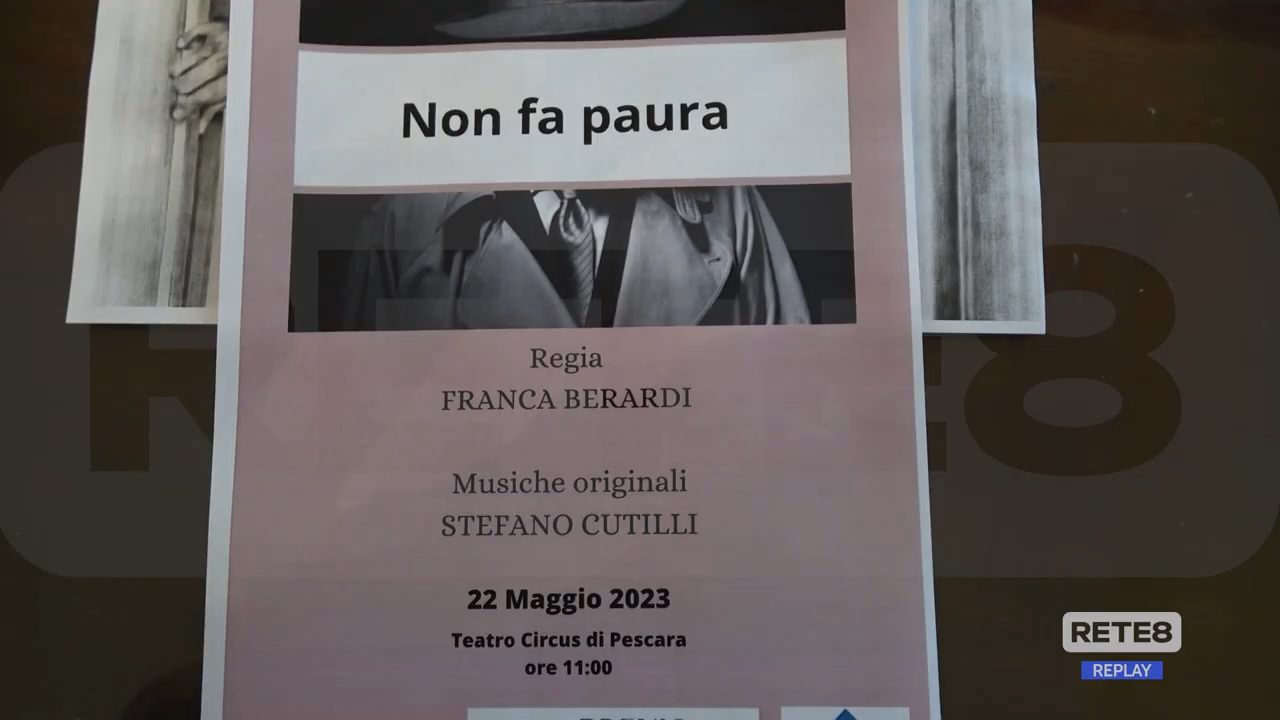 Non fa paura
Regia
FRANCA BERARDI
Musiche originali
STEFANO CUTILLI
22 Maggio 2023
Teatro Circus di Pescara
ore 11:00
RETE8
REPLAY